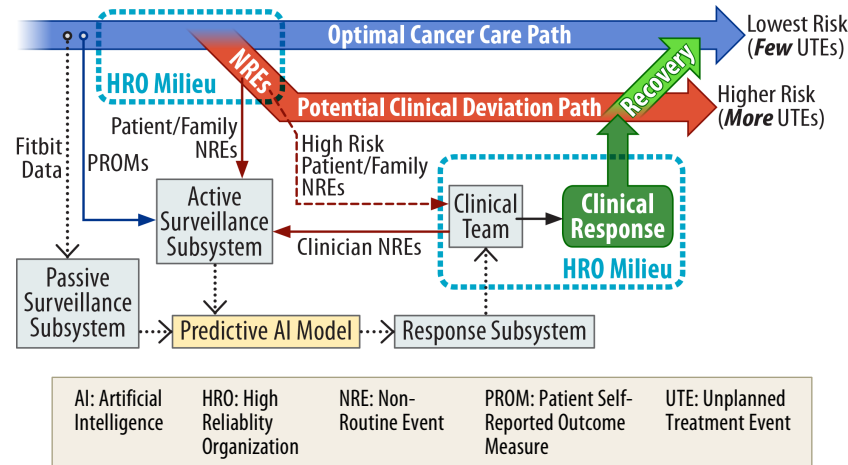 Optimal Cancer Care Path
Lowest Risk
(Few UTEs)
HRO Milieu
NREs
Recovery
Potential Clinical Deviation Path
Higher Risk
(More UTEs)
Fitbit
Data
PROMs
Patient/Family
NREs
High Risk
Patient/Family
NREs
Active
Surveillance
Subsystem
Clinician NREs
Clinical
Team
Clinical
Response
HRO Milieu
Passive
Surveillance
Subsystem
Predictive AI Model
Response Subsystem
AI: Artificial
Intelligence
HRO: High
Reliablity
Organization
NRE: Non-
Routine Event
PROM: Patient Self-
Reported Outcome
Measure
UTE: Unplanned
Treatment Event